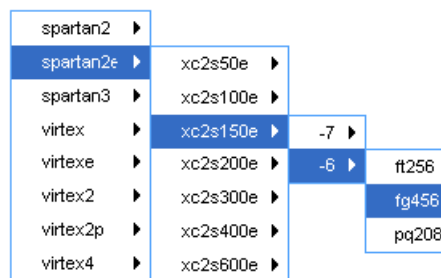 spartan2
spartan2e
spartan3
virtex
virtexe
virtex2
virtex2p
virtex4
xc2s50e
xc2s100e
xc2s150e
xc2s200e
xc2s300e
xc2s400e
xc2s600e
-7
-6
ft256
fg456
pq208